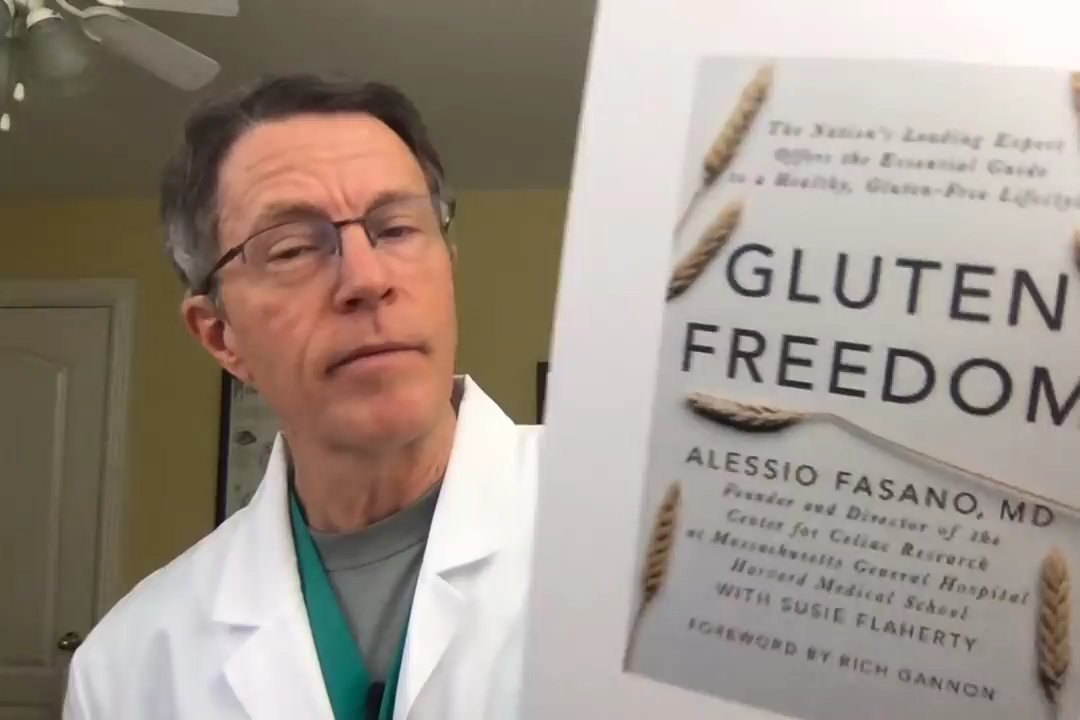 The Nation's Leading Expert
Offers the Essential Guide
to a Healthy, Gluten-Free Lifestyle
GLUTEN
FREEDOM
ALESSIO FASANO, MD
Founder and Director of the
Center for Celiac Research
at Massachusetts General Hospital
Harvard Medical School
WITH SUSIE FLAHERTY
FOREWORD BY RICH GANNON